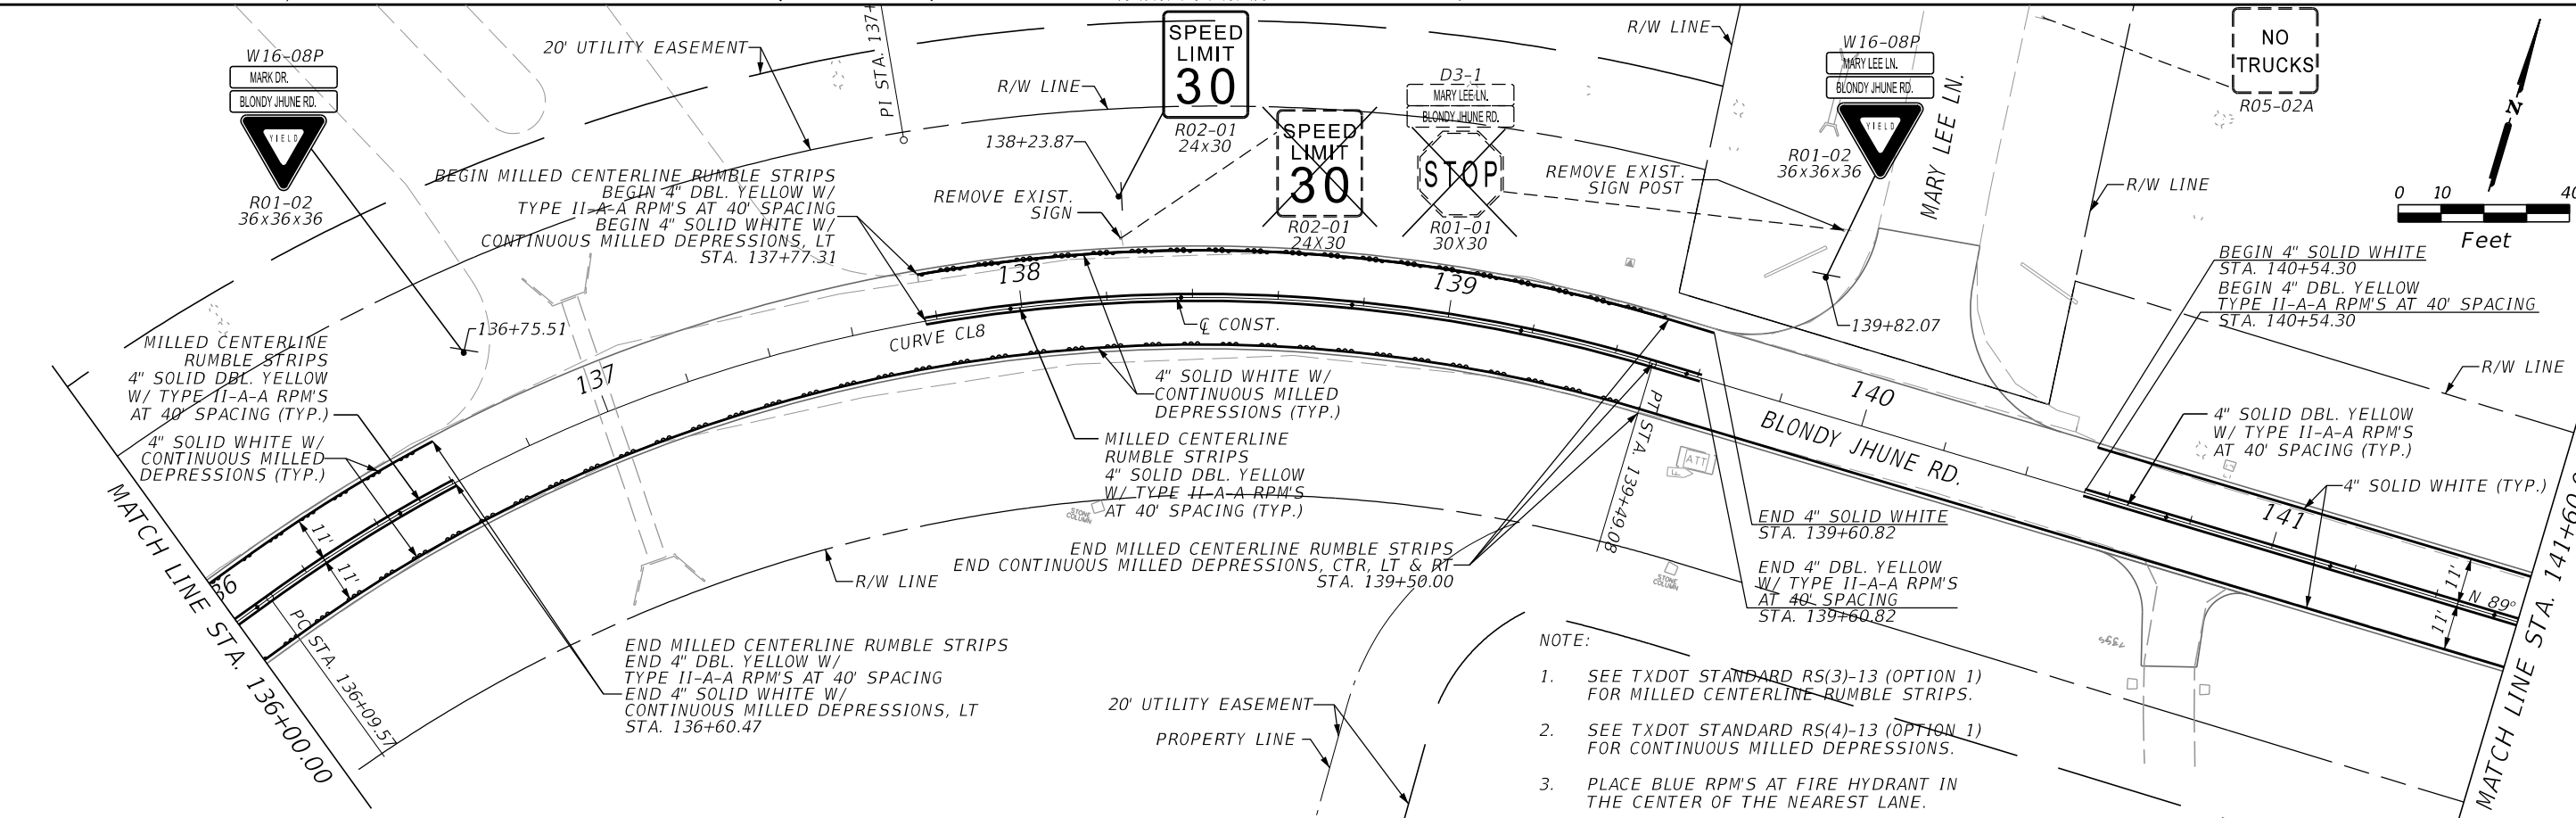 W16-08P
MARK DR.
BLONDY JHUNE RD.
YIELD
R01-02
36x36x36
20' UTILITY EASEMENT
PI STA. 137+
SPEED
LIMIT
30
R02-01
24x30
R/W LINE
138+23.87
REMOVE EXIST.
SIGN
SPEED
LIMIT
30
R02-01
24X30
D3-1
MARY LEE LN.
BLONDY JHUNE RD.
STOP
R01-01
30X30
R/W LINE
REMOVE EXIST.
SIGN POST
W16-08P
MARY LEE LN.
BLONDY JHUNE RD.
YIELD
R01-02
36x36x36
MARY LEE LN.
139+82.07
R/W LINE
NO
TRUCKS
R05-02A
N
0 10 40
Feet
BEGIN MILLED CENTERLINE RUMBLE STRIPS
BEGIN 4" DBL. YELLOW W/
TYPE II-A-A RPM'S AT 40' SPACING
BEGIN 4" SOLID WHITE W/
CONTINUOUS MILLED DEPRESSIONS, LT
STA. 137+77.31
136+75.51
MILLED CENTERLINE
RUMBLE STRIPS
4" SOLID DBL. YELLOW
W/ TYPE II-A-A RPM'S
AT 40' SPACING (TYP.)
4" SOLID WHITE W/
CONTINUOUS MILLED
DEPRESSIONS (TYP.)
137
138
139
140
141
CURVE CL8
℄ CONST.
4" SOLID WHITE W/
CONTINUOUS MILLED
DEPRESSIONS (TYP.)
MILLED CENTERLINE
RUMBLE STRIPS
4" SOLID DBL. YELLOW
W/ TYPE II-A-A RPM'S
AT 40' SPACING (TYP.)
BLONDY JHUNE RD.
PT STA. 139+49.08
ATT
STONE
COLUMN
STONE
COLUMN
BEGIN 4" SOLID WHITE
STA. 140+54.30
BEGIN 4" DBL. YELLOW
TYPE II-A-A RPM'S AT 40' SPACING
STA. 140+54.30
R/W LINE
4" SOLID DBL. YELLOW
W/ TYPE II-A-A RPM'S
AT 40' SPACING (TYP.)
4" SOLID WHITE (TYP.)
11'
11'
N 89°
MATCH LINE STA. 141+60.0
MATCH LINE STA. 136+00.00
11'
11'
PC STA. 136+09.57
END MILLED CENTERLINE RUMBLE STRIPS
END CONTINUOUS MILLED DEPRESSIONS, CTR, LT & RT
STA. 139+50.00
END 4" SOLID WHITE
STA. 139+60.82
END 4" DBL. YELLOW
W/ TYPE II-A-A RPM'S
AT 40' SPACING
STA. 139+60.82
R/W LINE
END MILLED CENTERLINE RUMBLE STRIPS
END 4" DBL. YELLOW W/
TYPE II-A-A RPM'S AT 40' SPACING
END 4" SOLID WHITE W/
CONTINUOUS MILLED DEPRESSIONS, LT
STA. 136+60.47
20' UTILITY EASEMENT
PROPERTY LINE
NOTE:
1. SEE TXDOT STANDARD RS(3)-13 (OPTION 1)
FOR MILLED CENTERLINE RUMBLE STRIPS.
2. SEE TXDOT STANDARD RS(4)-13 (OPTION 1)
FOR CONTINUOUS MILLED DEPRESSIONS.
3. PLACE BLUE RPM'S AT FIRE HYDRANT IN
THE CENTER OF THE NEAREST LANE.